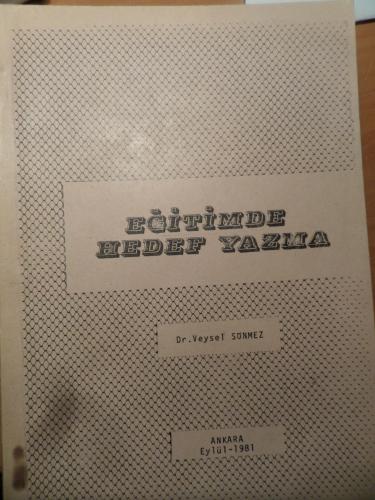 EĞİTİMDE
HEDEF YAZMA
Dr.Veysel SÖNMEZ
ANKARA
Eylül-1981